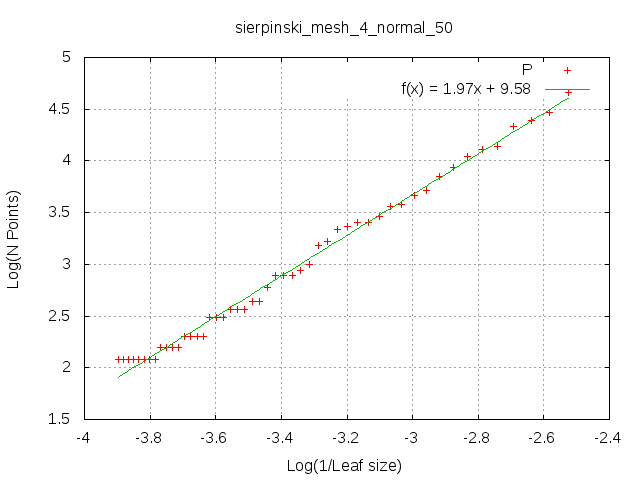 sierpinski_mesh_4_normal_50
5
P
f(x) = 1.97x + 9.58
4.5
4
3.5
Log(N Points)
3
2.5
2
1.5
-4 -3.8 -3.6 -3.4 -3.2 -3 -2.8 -2.6 -2.4
Log(1/Leaf size)